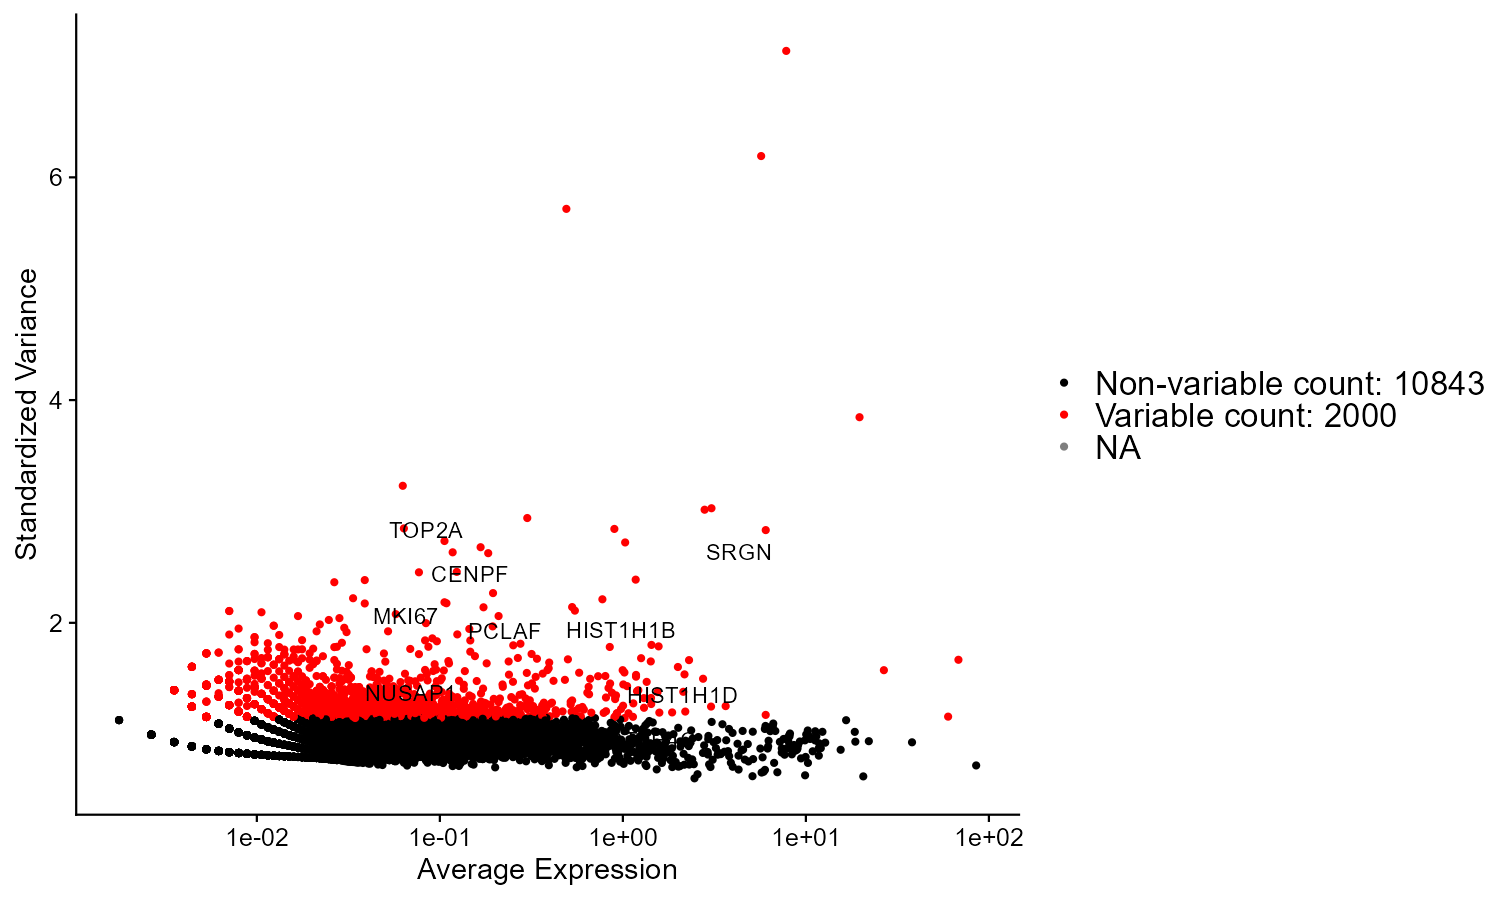 Standardized Variance
6
4
2
TOP2A
SRGN
CENPF
MKI67
PCLAF
HIST1H1B
NUSAP1
HIST1H1D
1e-02
1e-01
1e+00
1e+01
1e+02
Average Expression
Non-variable count: 10843
Variable count: 2000
NA